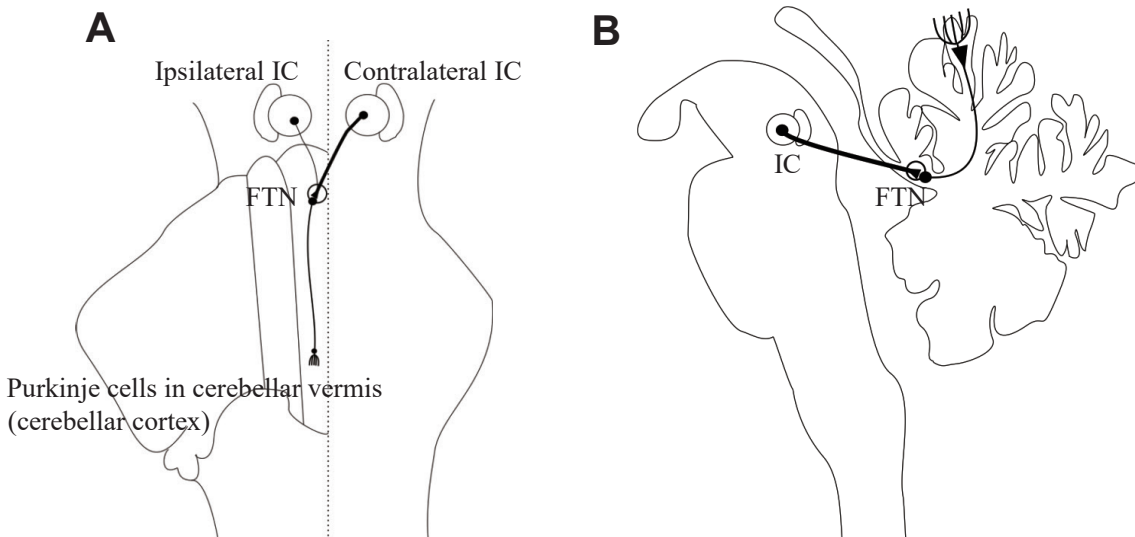 A
Ipsilateral IC
Contralateral IC
FTN
Purkinje cells in cerebellar vermis
(cerebellar cortex)
B
IC
FTN